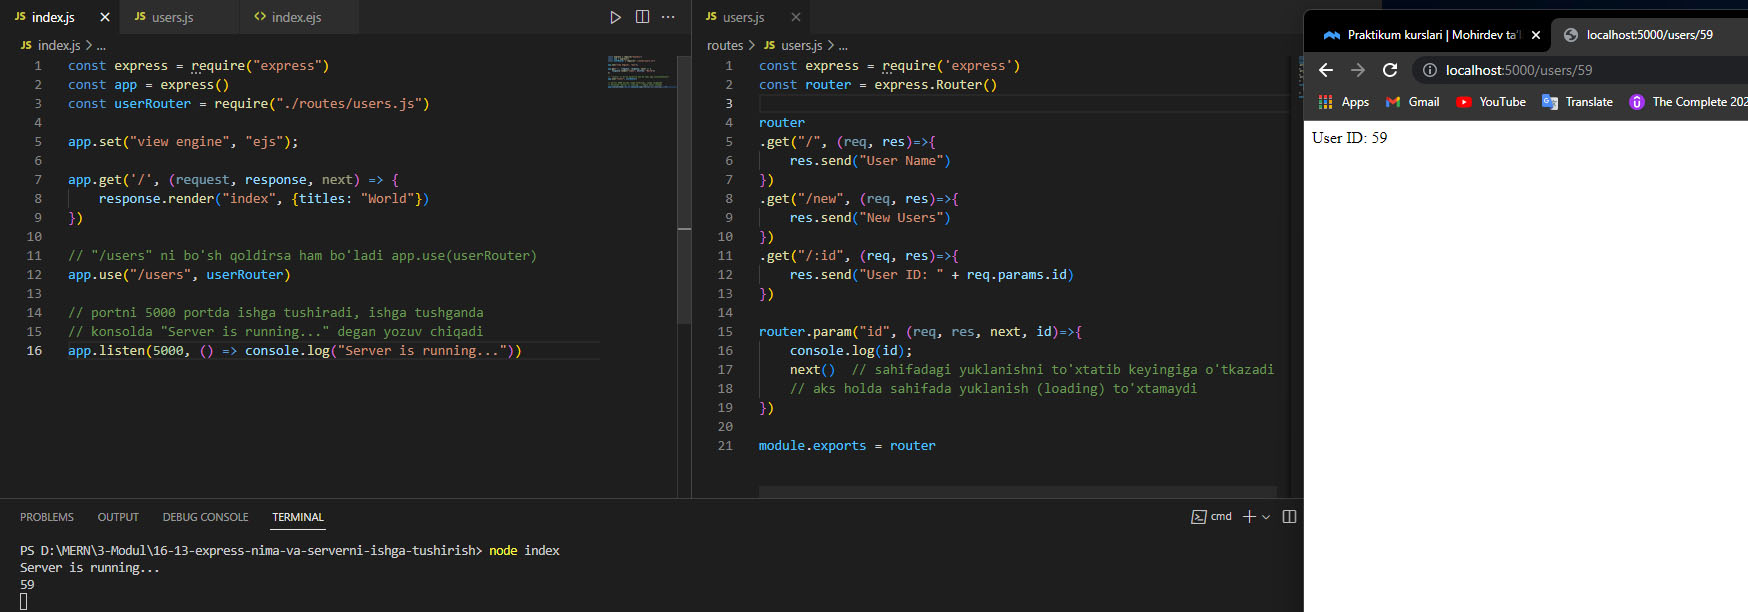 JS index.js ×
JS users.js
<> index.ejs
JS index.js > ...
1 const express = require("express")
2 const app = express()
3 const userRouter = require("./routes/users.js")
4
5 app.set("view engine", "ejs");
6
7 app.get('/', (request, response, next) => {
8 response.render("index", {titles: "World"})
9 })
10
11 // "/users" ni bo'sh qoldirsa ham bo'ladi app.use(userRouter)
12 app.use("/users", userRouter)
13
14 // portni 5000 portda ishga tushiradi, ishga tushganda
15 // konsolda "Server is running..." degan yozuv chiqadi
16 app.listen(5000, () => console.log("Server is running..."))
JS users.js ×
routes > JS users.js > ...
1 const express = require('express')
2 const router = express.Router()
3
4 router
5 .get("/", (req, res)=>{
6 res.send("User Name")
7 })
8 .get("/new", (req, res)=>{
9 res.send("New Users")
10 })
11 .get("/:id", (req, res)=>{
12 res.send("User ID: " + req.params.id)
13 })
14
15 router.param("id", (req, res, next, id)=>{
16 console.log(id);
17 next() // sahifadagi yuklanishni to'xtatib keyingiga o'tkazadi
18 // aks holda sahifada yuklanish (loading) to'xtamaydi
19 })
20
21 module.exports = router
PROBLEMS OUTPUT DEBUG CONSOLE TERMINAL
cmd
PS D:\MERN\3-Modul\16-13-express-nima-va-serverni-ishga-tushirish> node index
Server is running...
59
Praktikum kurslari | Mohirdev ta'l ×
localhost:5000/users/59
localhost:5000/users/59
Apps Gmail YouTube Translate The Complete 202
User ID: 59